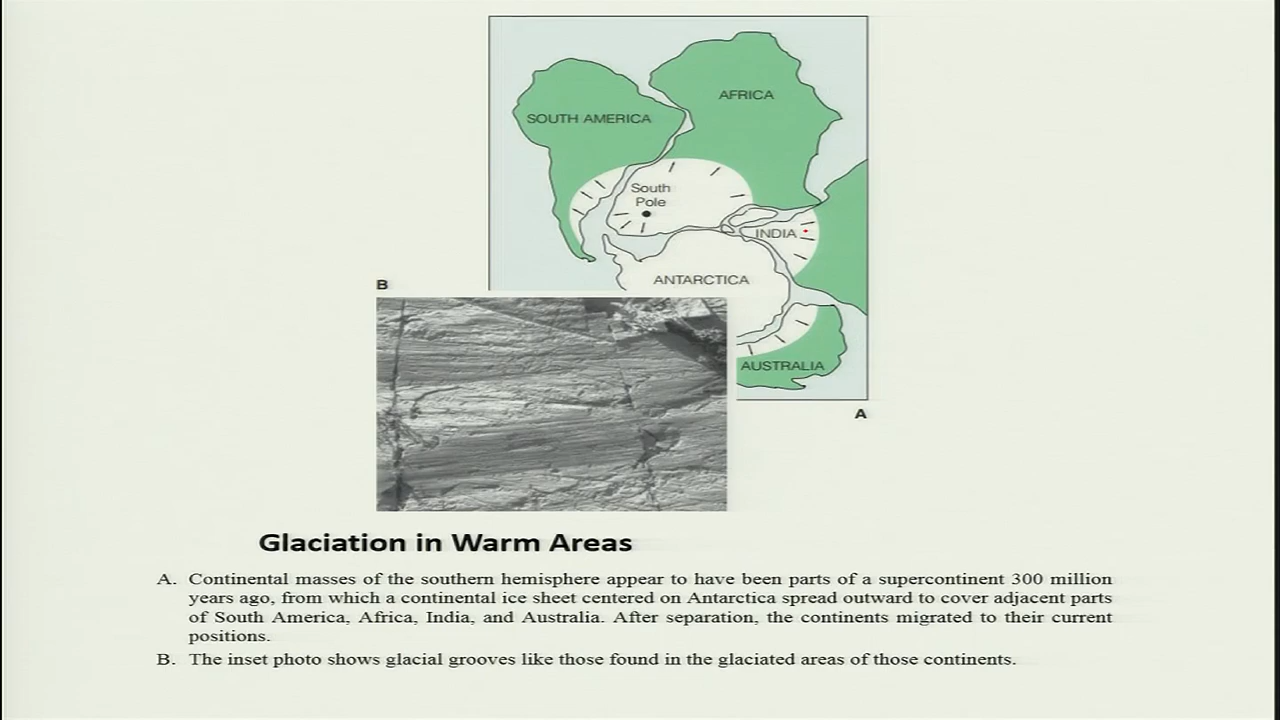 AFRICA
SOUTH AMERICA
South
Pole
INDIA
ANTARCTICA
B
AUSTRALIA
A
Glaciation in Warm Areas
A. Continental masses of the southern hemisphere appear to have been parts of a supercontinent 300 million
years ago, from which a continental ice sheet centered on Antarctica spread outward to cover adjacent parts
of South America, Africa, India, and Australia. After separation, the continents migrated to their current
positions.
B. The inset photo shows glacial grooves like those found in the glaciated areas of those continents.